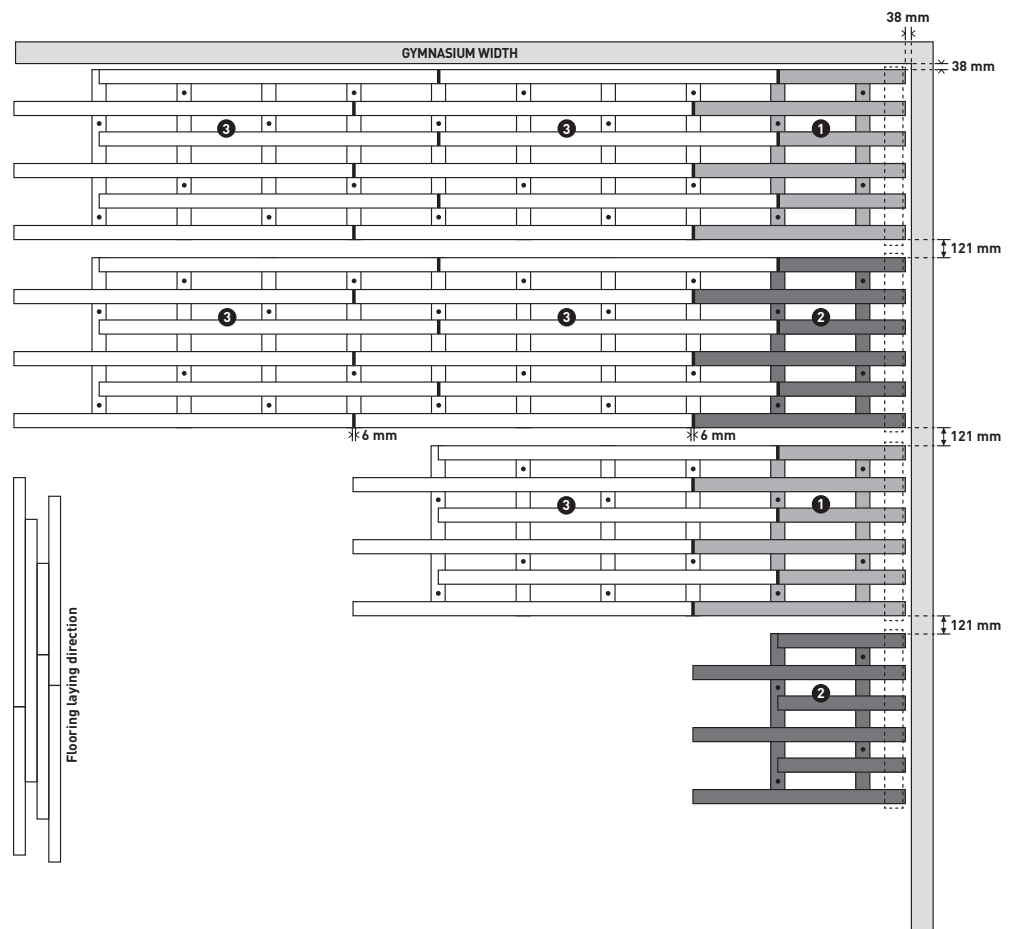 38 mm
GYMNASIUM WIDTH
38 mm
3
3
1
121 mm
3
3
2
6 mm
6 mm
121 mm
3
1
Flooring laying direction
121 mm
2